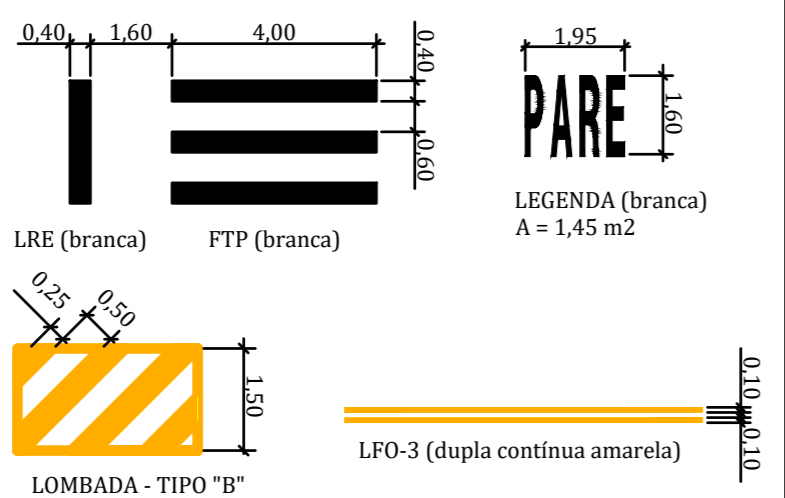 0,40
1,60
4,00
0,40
0,60
LRE (branca)
FTP (branca)
1,95
PARE
1,60
LEGENDA (branca)
A = 1,45 m2
0,25
0,50
1,50
LOMBADA - TIPO "B"
0,10
0,10
LFO-3 (dupla contínua amarela)